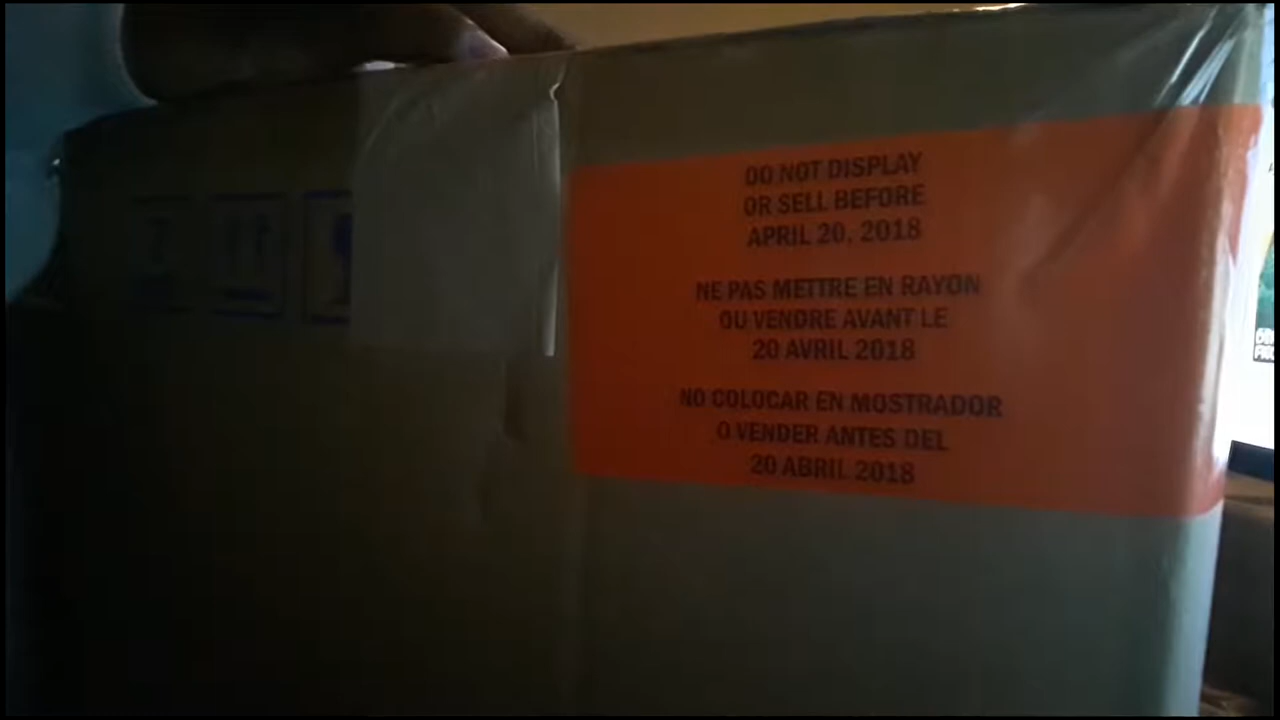 DO NOT DISPLAY
OR SELL BEFORE
APRIL 20, 2018
NE PAS METTRE EN RAYON
OU VENDRE AVANT LE
20 AVRIL 2018
NO COLOCAR EN MOSTRADOR
O VENDER ANTES DEL
20 ABRIL 2018